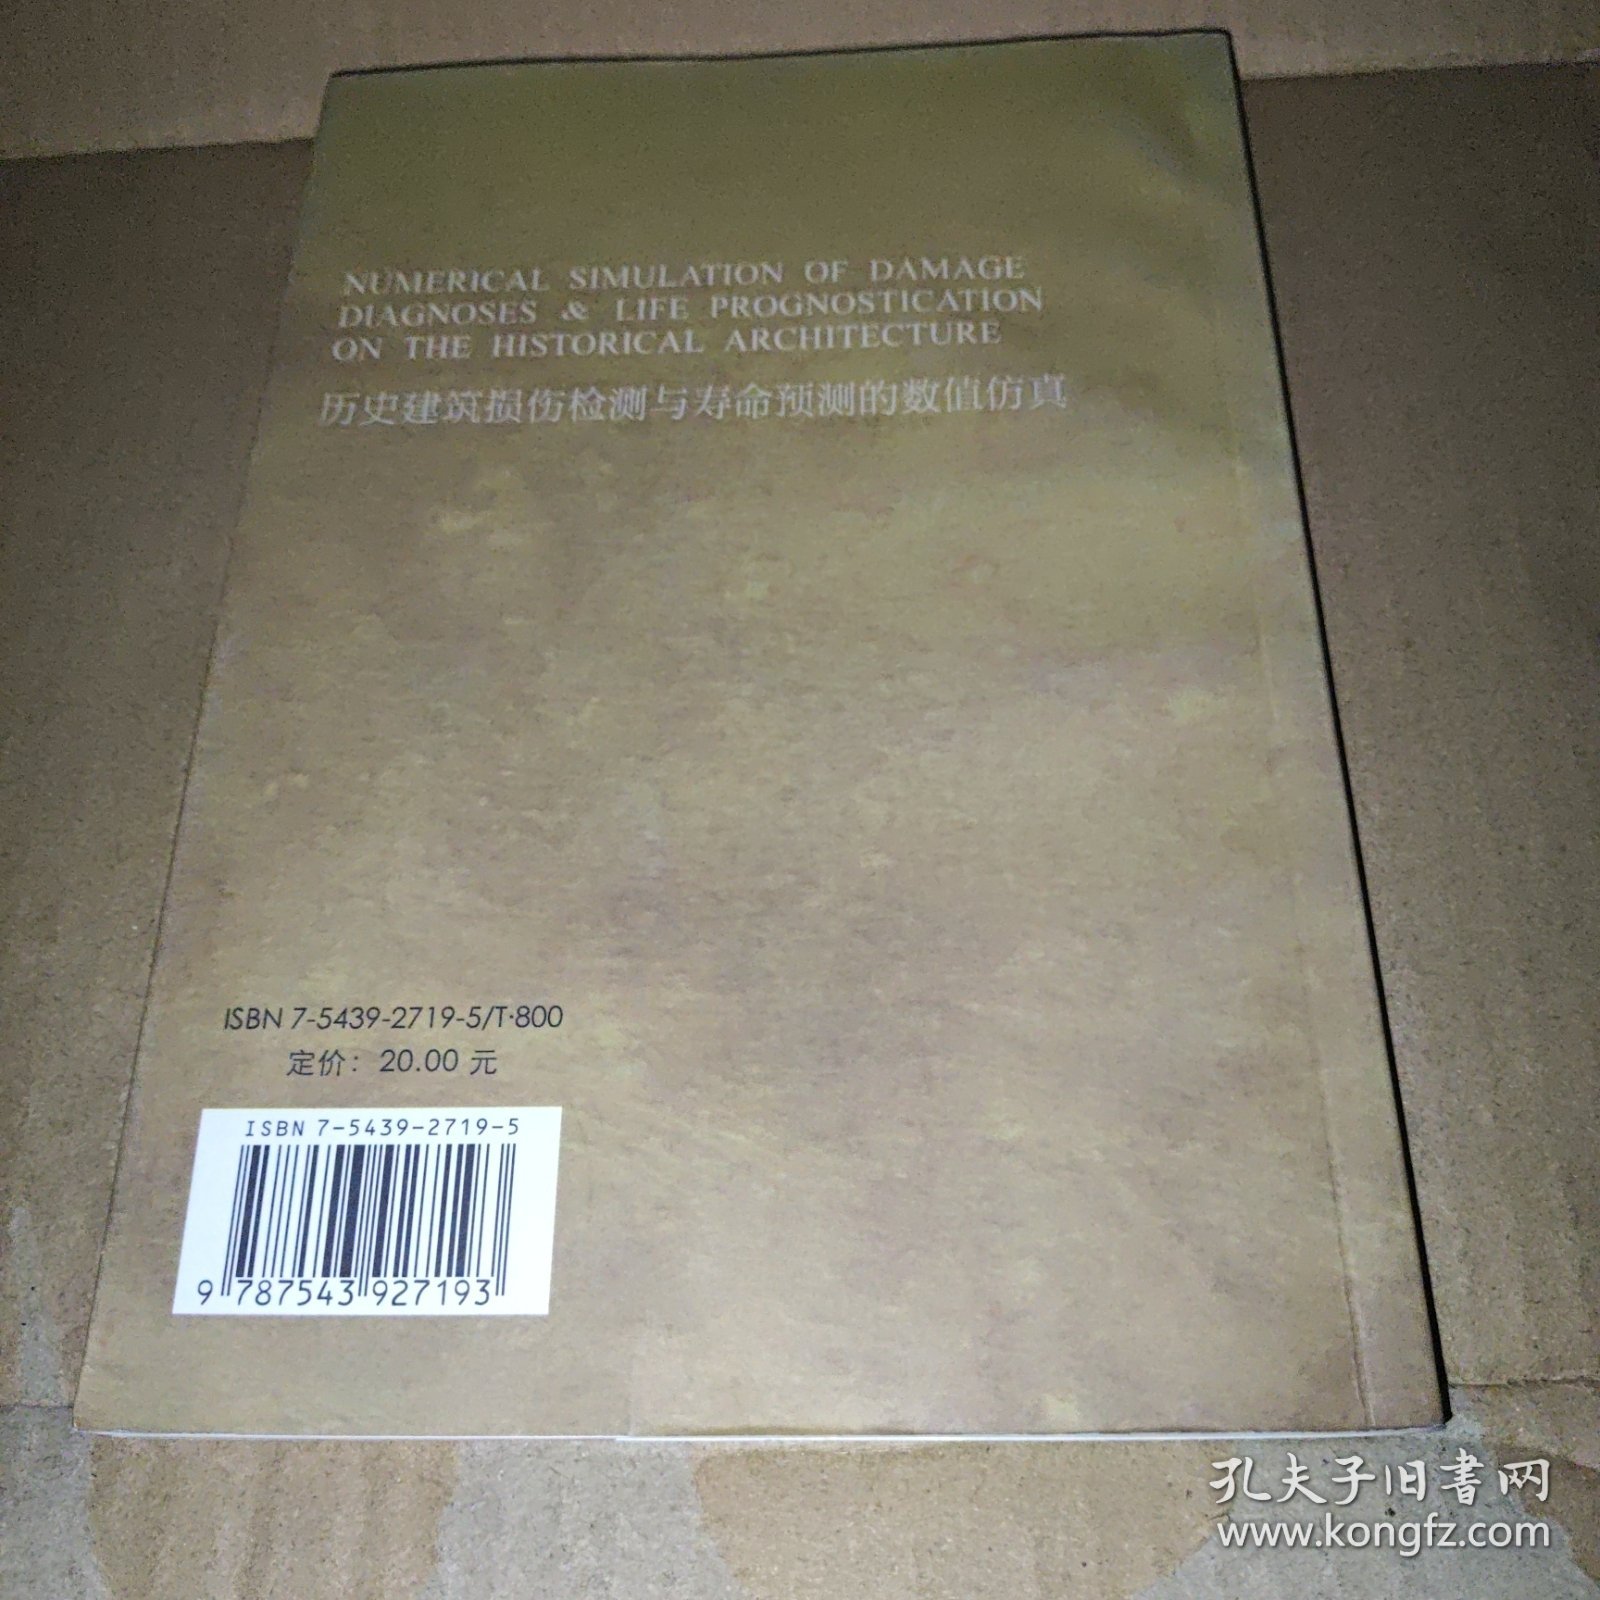 NUMERICAL SIMULATION OF DAMAGE
DIAGNOSES & LIFE PROGNOSTICATION
ON THE HISTORICAL ARCHITECTURE
历史建筑损伤检测与寿命预测的数值仿真
ISBN 7-5439-2719-5/T·800
定价：20.00 元
ISBN 7-5439-2719-5
9 787543 927193
孔夫子旧書网
www.kongfz.com